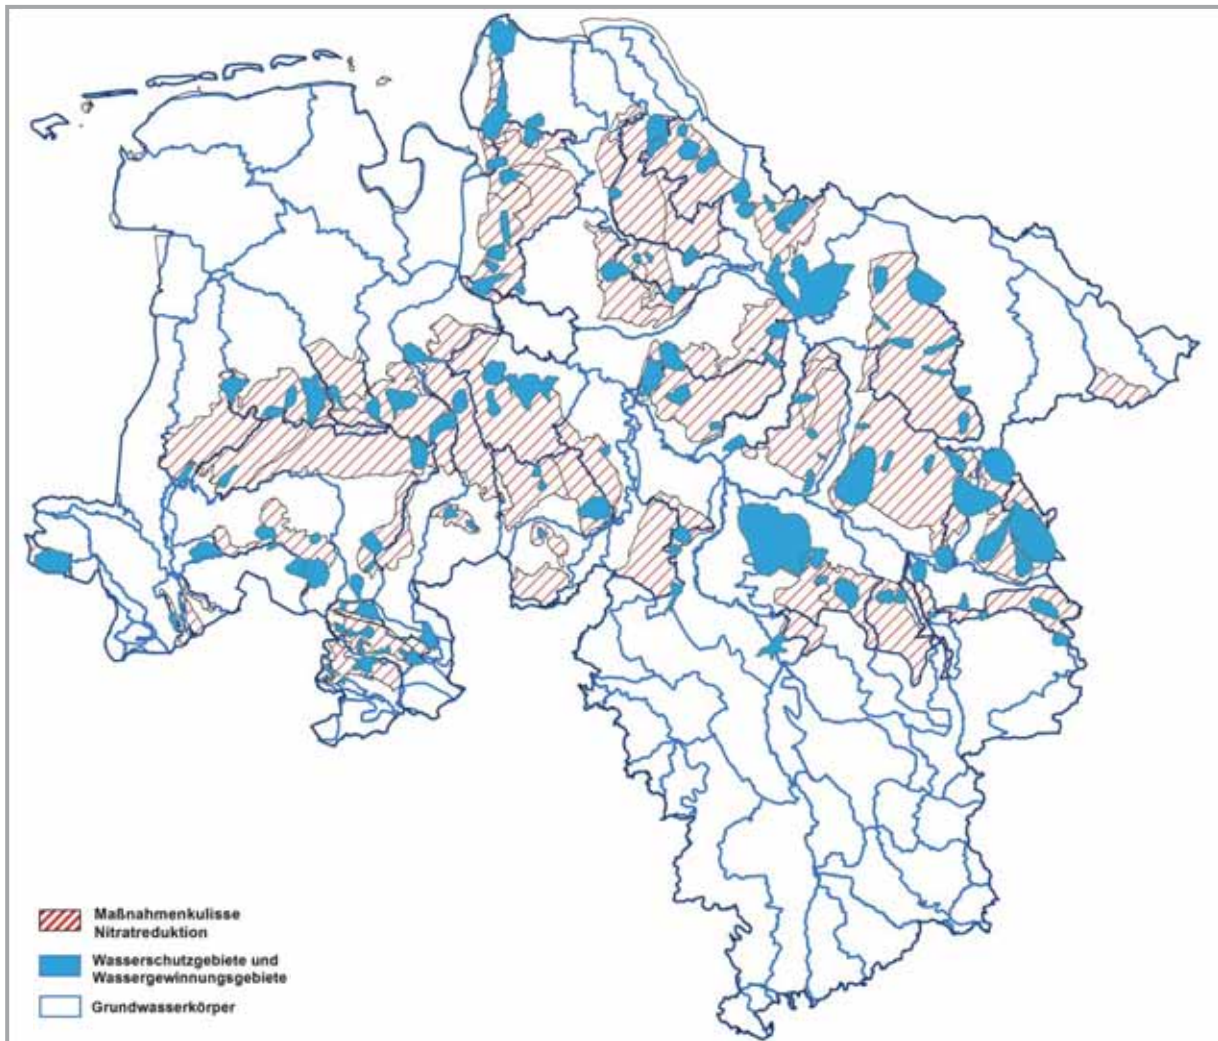 Maßnahmenkulisse
Nitratreduktion
Wasserschutzgebiete und
Wassergewinnungsgebiete
Grundwasserkörper